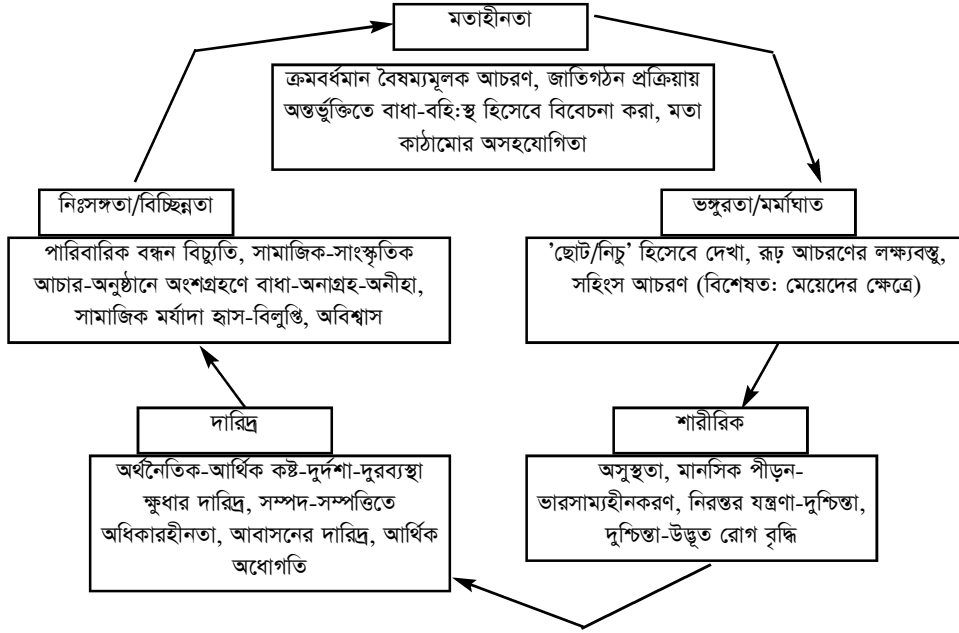 মতাহীনতা
ক্রমবর্ধমান বৈষম্যমূলক আচরণ, জাতিগঠন প্রক্রিয়ায়
অন্তর্ভুক্তিতে বাধা-বহি:স্থ হিসেবে বিবেচনা করা, মতা
কাঠামোর অসহযোগিতা
ভঙ্গুরতা/মর্মাঘাত
'ছোট/নিচু' হিসেবে দেখা, রূঢ় আচরণের লক্ষ্যবস্তু,
সহিংস আচরণ (বিশেষত: মেয়েদের ক্ষেত্রে)
শারীরিক
অসুস্থতা, মানসিক পীড়ন-
ভারসাম্যহীনকরণ, নিরন্তর যন্ত্রণা-দুশ্চিন্তা,
দুশ্চিন্তা-উদ্ভূত রোগ বৃদ্ধি
দারিদ্র
অর্থনৈতিক-আর্থিক কষ্ট-দুর্দশা-দুরব্যস্থা
ক্ষুধার দারিদ্র, সম্পদ-সম্পত্তিতে
অধিকারহীনতা, আবাসনের দারিদ্র, আর্থিক
অধোগতি
নিঃসঙ্গতা/বিচ্ছিন্নতা
পারিবারিক বন্ধন বিচ্যুতি, সামাজিক-সাংস্কৃতিক
আচার-অনুষ্ঠানে অংশগ্রহণে বাধা-অনাগ্রহ-অনীহা,
সামাজিক মর্যাদা হ্রাস-বিলুপ্তি, অবিশ্বাস